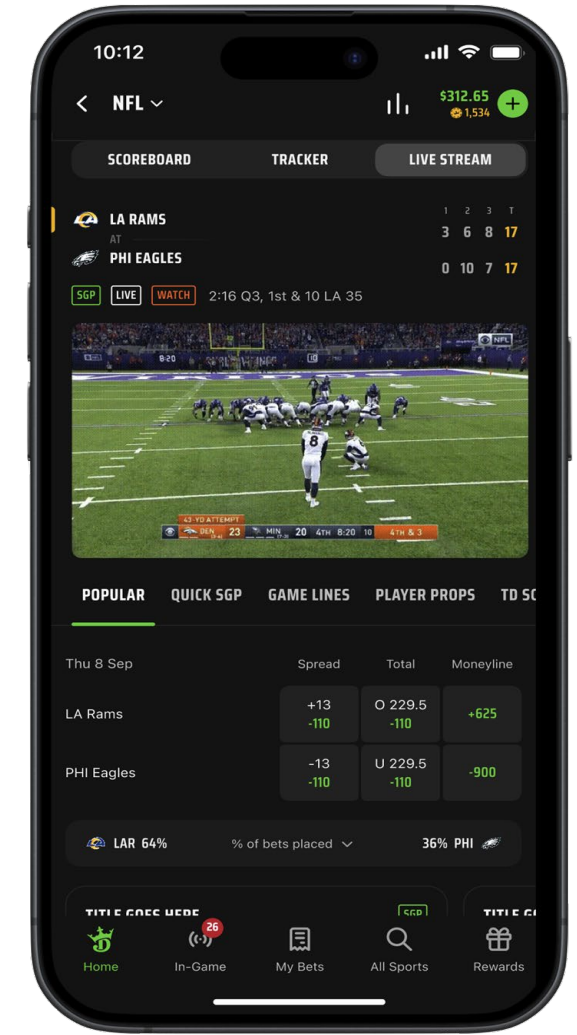 10:12
NFL
$312.65
1,534
SCOREBOARD TRACKER LIVE STREAM
1 2 3 T
LA RAMS 3 6 8 17
AT
PHI EAGLES 0 10 7 17
SGP LIVE WATCH 2:16 Q3, 1st & 10 LA 35
NFL
8-20
43-YD ATTEMPT
DEN 23 MIN 20 4TH 8:20 10 4TH & 3
POPULAR QUICK SGP GAME LINES PLAYER PROPS TD SC
Thu 8 Sep Spread Total Moneyline
LA Rams +13 -110 O 229.5 -110 +625
PHI Eagles -13 -110 U 229.5 -110 -900
LAR 64% % of bets placed 36% PHI
TITLE GOES HERE SGP TITLE G
26
Home In-Game My Bets All Sports Rewards